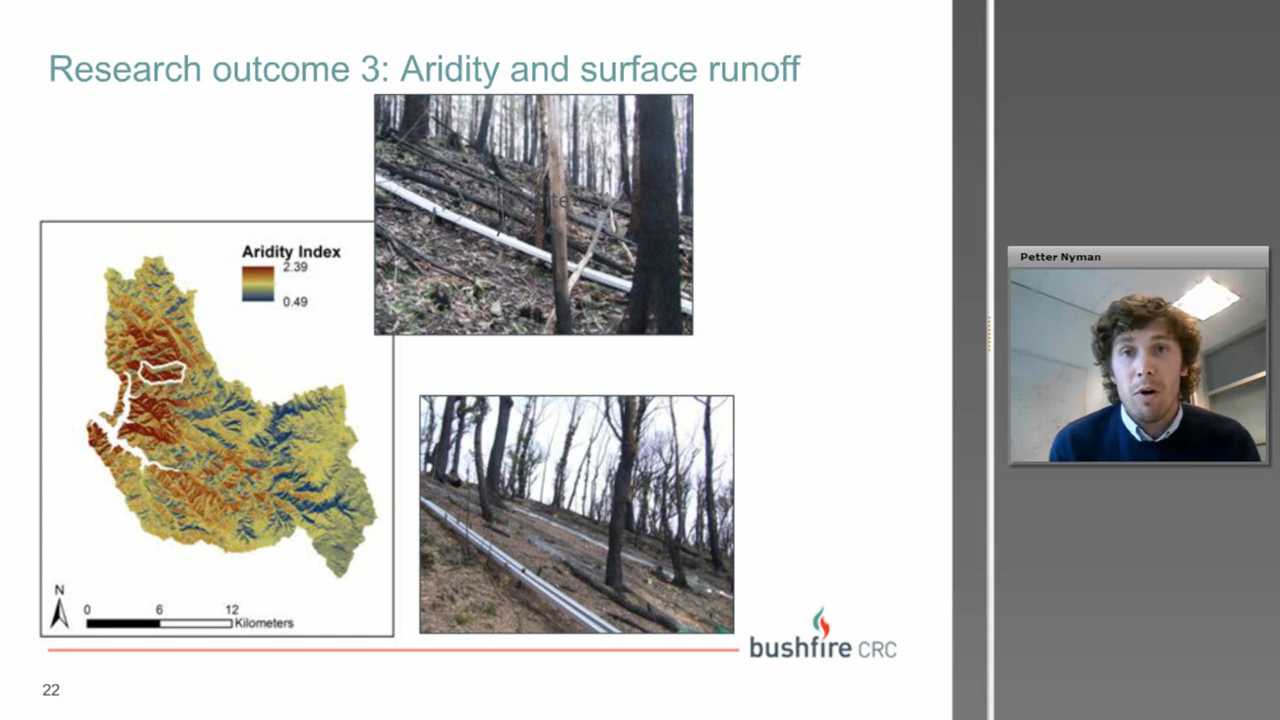 Research outcome 3: Aridity and surface runoff
Petter Nyman
Aridity Index
2.39
0.49
N
0 6 12
Kilometers
bushfire CRC
22